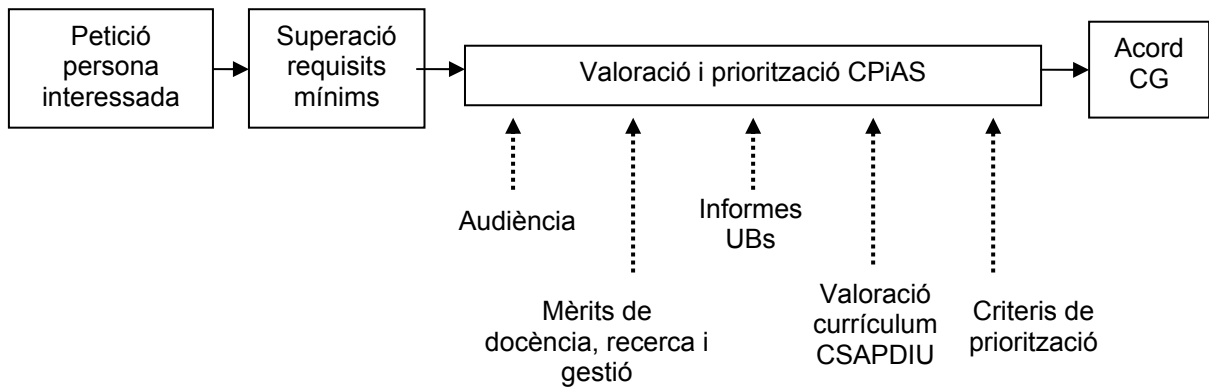 Petició
persona
interessada
Superació
requisits
mínims
Valoració i priorització CPiAS
Acord
CG
Audiència
Mèrits de
docència, recerca i
gestió
Informes
UBs
Valoració
currículum
CSAPDIU
Criteris de
priorització